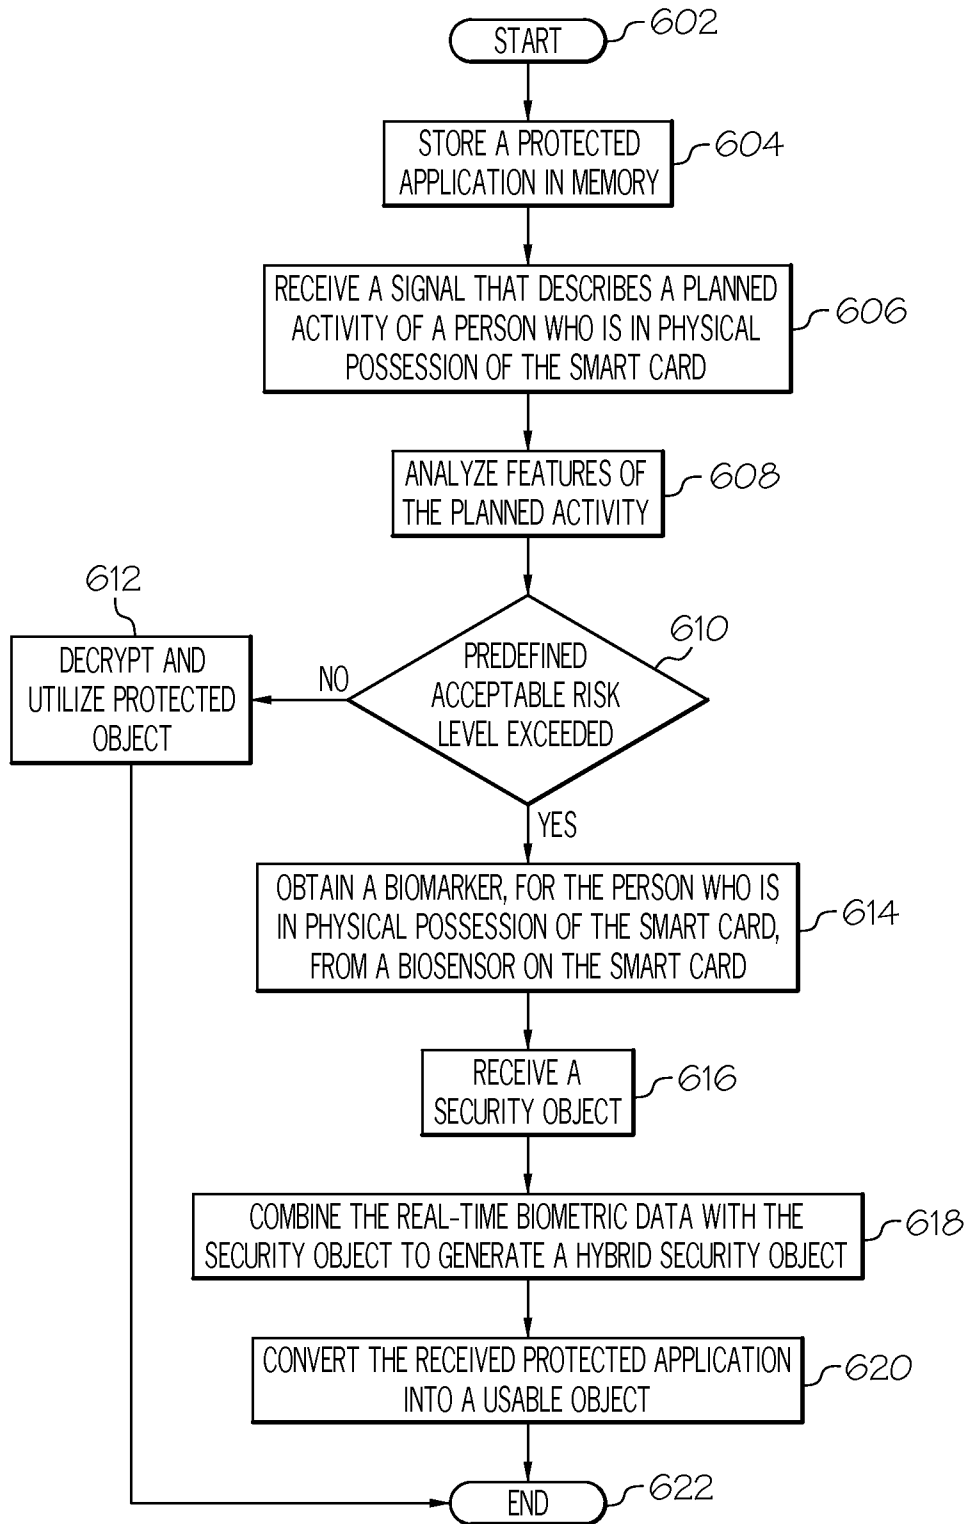 START
602
STORE A PROTECTED
APPLICATION IN MEMORY
604
RECEIVE A SIGNAL THAT DESCRIBES A PLANNED
ACTIVITY OF A PERSON WHO IS IN PHYSICAL
POSSESSION OF THE SMART CARD
606
ANALYZE FEATURES OF
THE PLANNED ACTIVITY
608
PREDEFINED
ACCEPTABLE RISK
LEVEL EXCEEDED
610
NO
612
DECRYPT AND
UTILIZE PROTECTED
OBJECT
YES
OBTAIN A BIOMARKER, FOR THE PERSON WHO IS
IN PHYSICAL POSSESSION OF THE SMART CARD,
FROM A BIOSENSOR ON THE SMART CARD
614
RECEIVE A
SECURITY OBJECT
616
COMBINE THE REAL-TIME BIOMETRIC DATA WITH THE
SECURITY OBJECT TO GENERATE A HYBRID SECURITY OBJECT
618
CONVERT THE RECEIVED PROTECTED APPLICATION
INTO A USABLE OBJECT
620
END
622